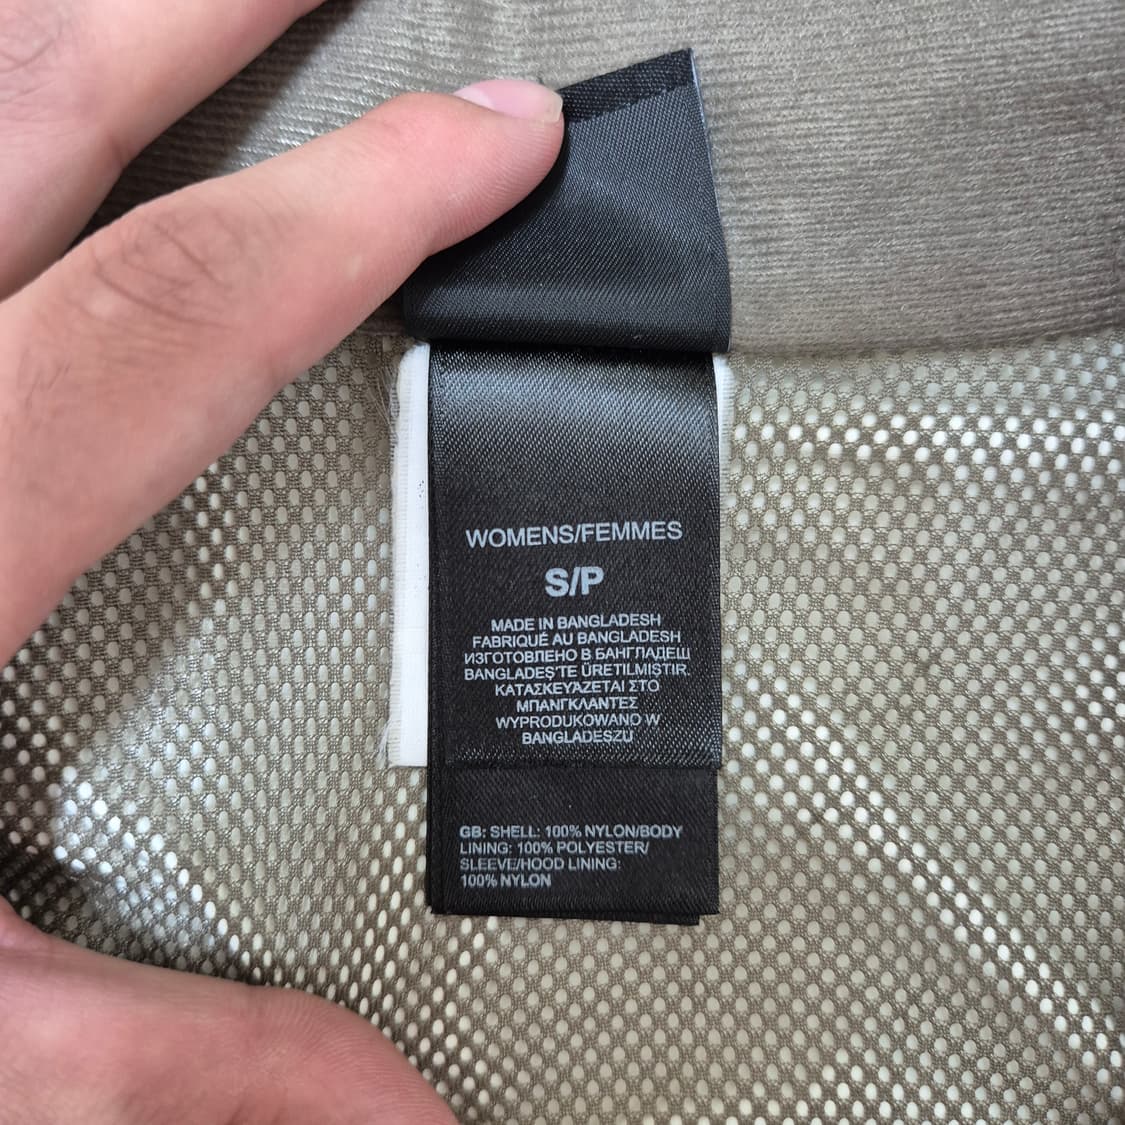 WOMENS/FEMMES
S/P
MADE IN BANGLADESH
FABRIQUÉ AU BANGLADESH
ИЗГОТОВЛЕНО В БАНГЛАДЕШ
BANGLADEŞ'TE ÜRETILMIŞTIR.
ΚΑΤΑΣΚΕΥΆΖΕΤΑΙ ΣΤΟ
ΜΠΑΝΓΚΛΑΝΤΕΣ
WYPRODUKOWANO W
BANGLADESZU
GB: SHELL: 100% NYLON/BODY
LINING: 100% POLYESTER/
SLEEVE/HOOD LINING:
100% NYLON